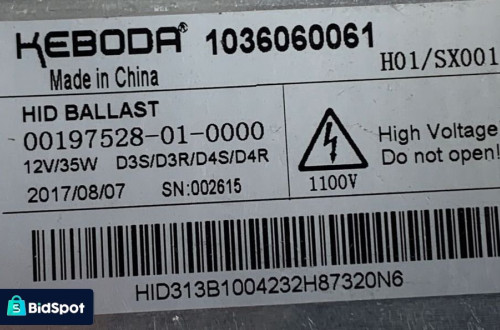 KEBODA® 1036060061
Made in China
H01/SX001
HID BALLAST
00197528-01-0000
12V/35W D3S/D3R/D4S/D4R
2017/08/07 SN:002615
1100V
High Voltage
Do not open!
HID313B1004232H87320N6
BidSpot